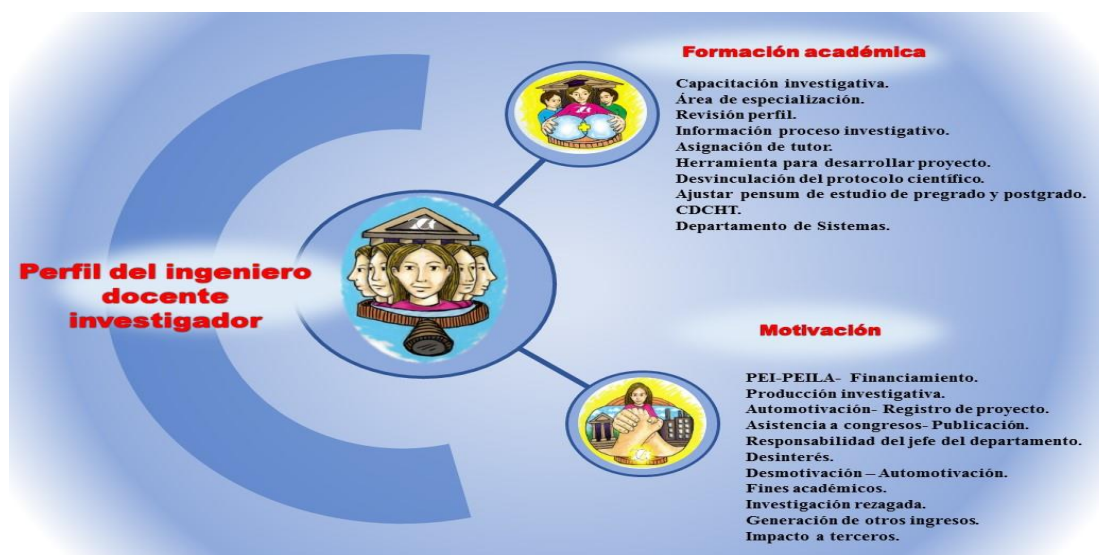 Perfil del ingeniero
docente
investigador
Formación académica
Capacitación investigativa.
Área de especialización.
Revisión perfil.
Información proceso investigativo.
Asignación de tutor.
Herramienta para desarrollar proyecto.
Desvinculación del protocolo científico.
Ajustar pensum de estudio de pregrado y postgrado.
CDCHT.
Departamento de Sistemas.
Motivación
PEI-PEILA- Financiamiento.
Producción investigativa.
Automotivación- Registro de proyecto.
Asistencia a congresos- Publicación.
Responsabilidad del jefe del departamento.
Desinterés.
Desmotivación – Automotivación.
Fines académicos.
Investigación rezagada.
Generación de otros ingresos.
Impacto a terceros.